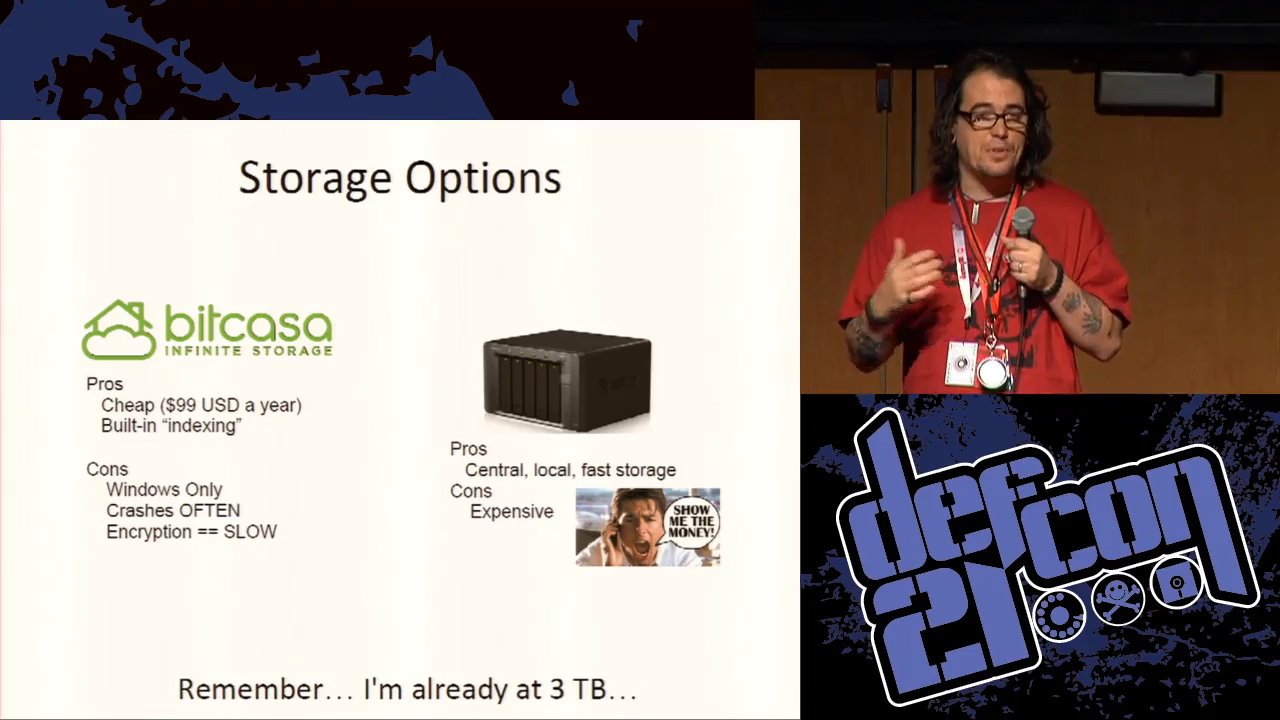 Storage Options
bitcasa
INFINITE STORAGE
Pros
Cheap ($99 USD a year)
Built-in “indexing”
Cons
Windows Only
Crashes OFTEN
Encryption == SLOW
Pros
Central, local, fast storage
Cons
Expensive
SHOW
ME THE
MONEY!
Remember… I'm already at 3 TB…
defcon
21